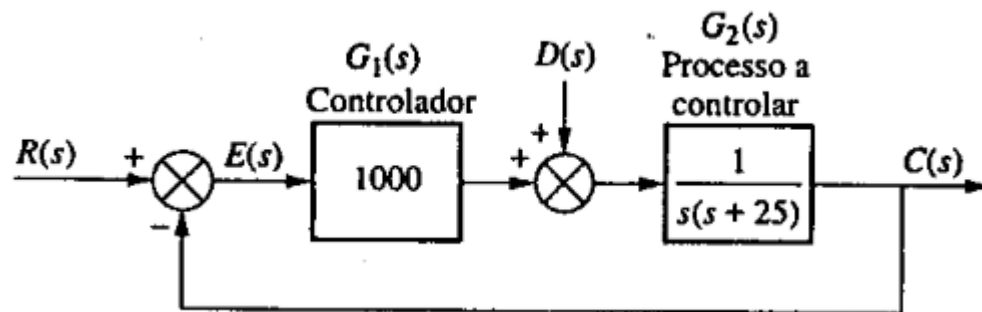 G₁(s)
Controlador
D(s)
G₂(s)
Processo a
controlar
R(s)
+
−
E(s)
1000
+
+
1
s(s + 25)
C(s)